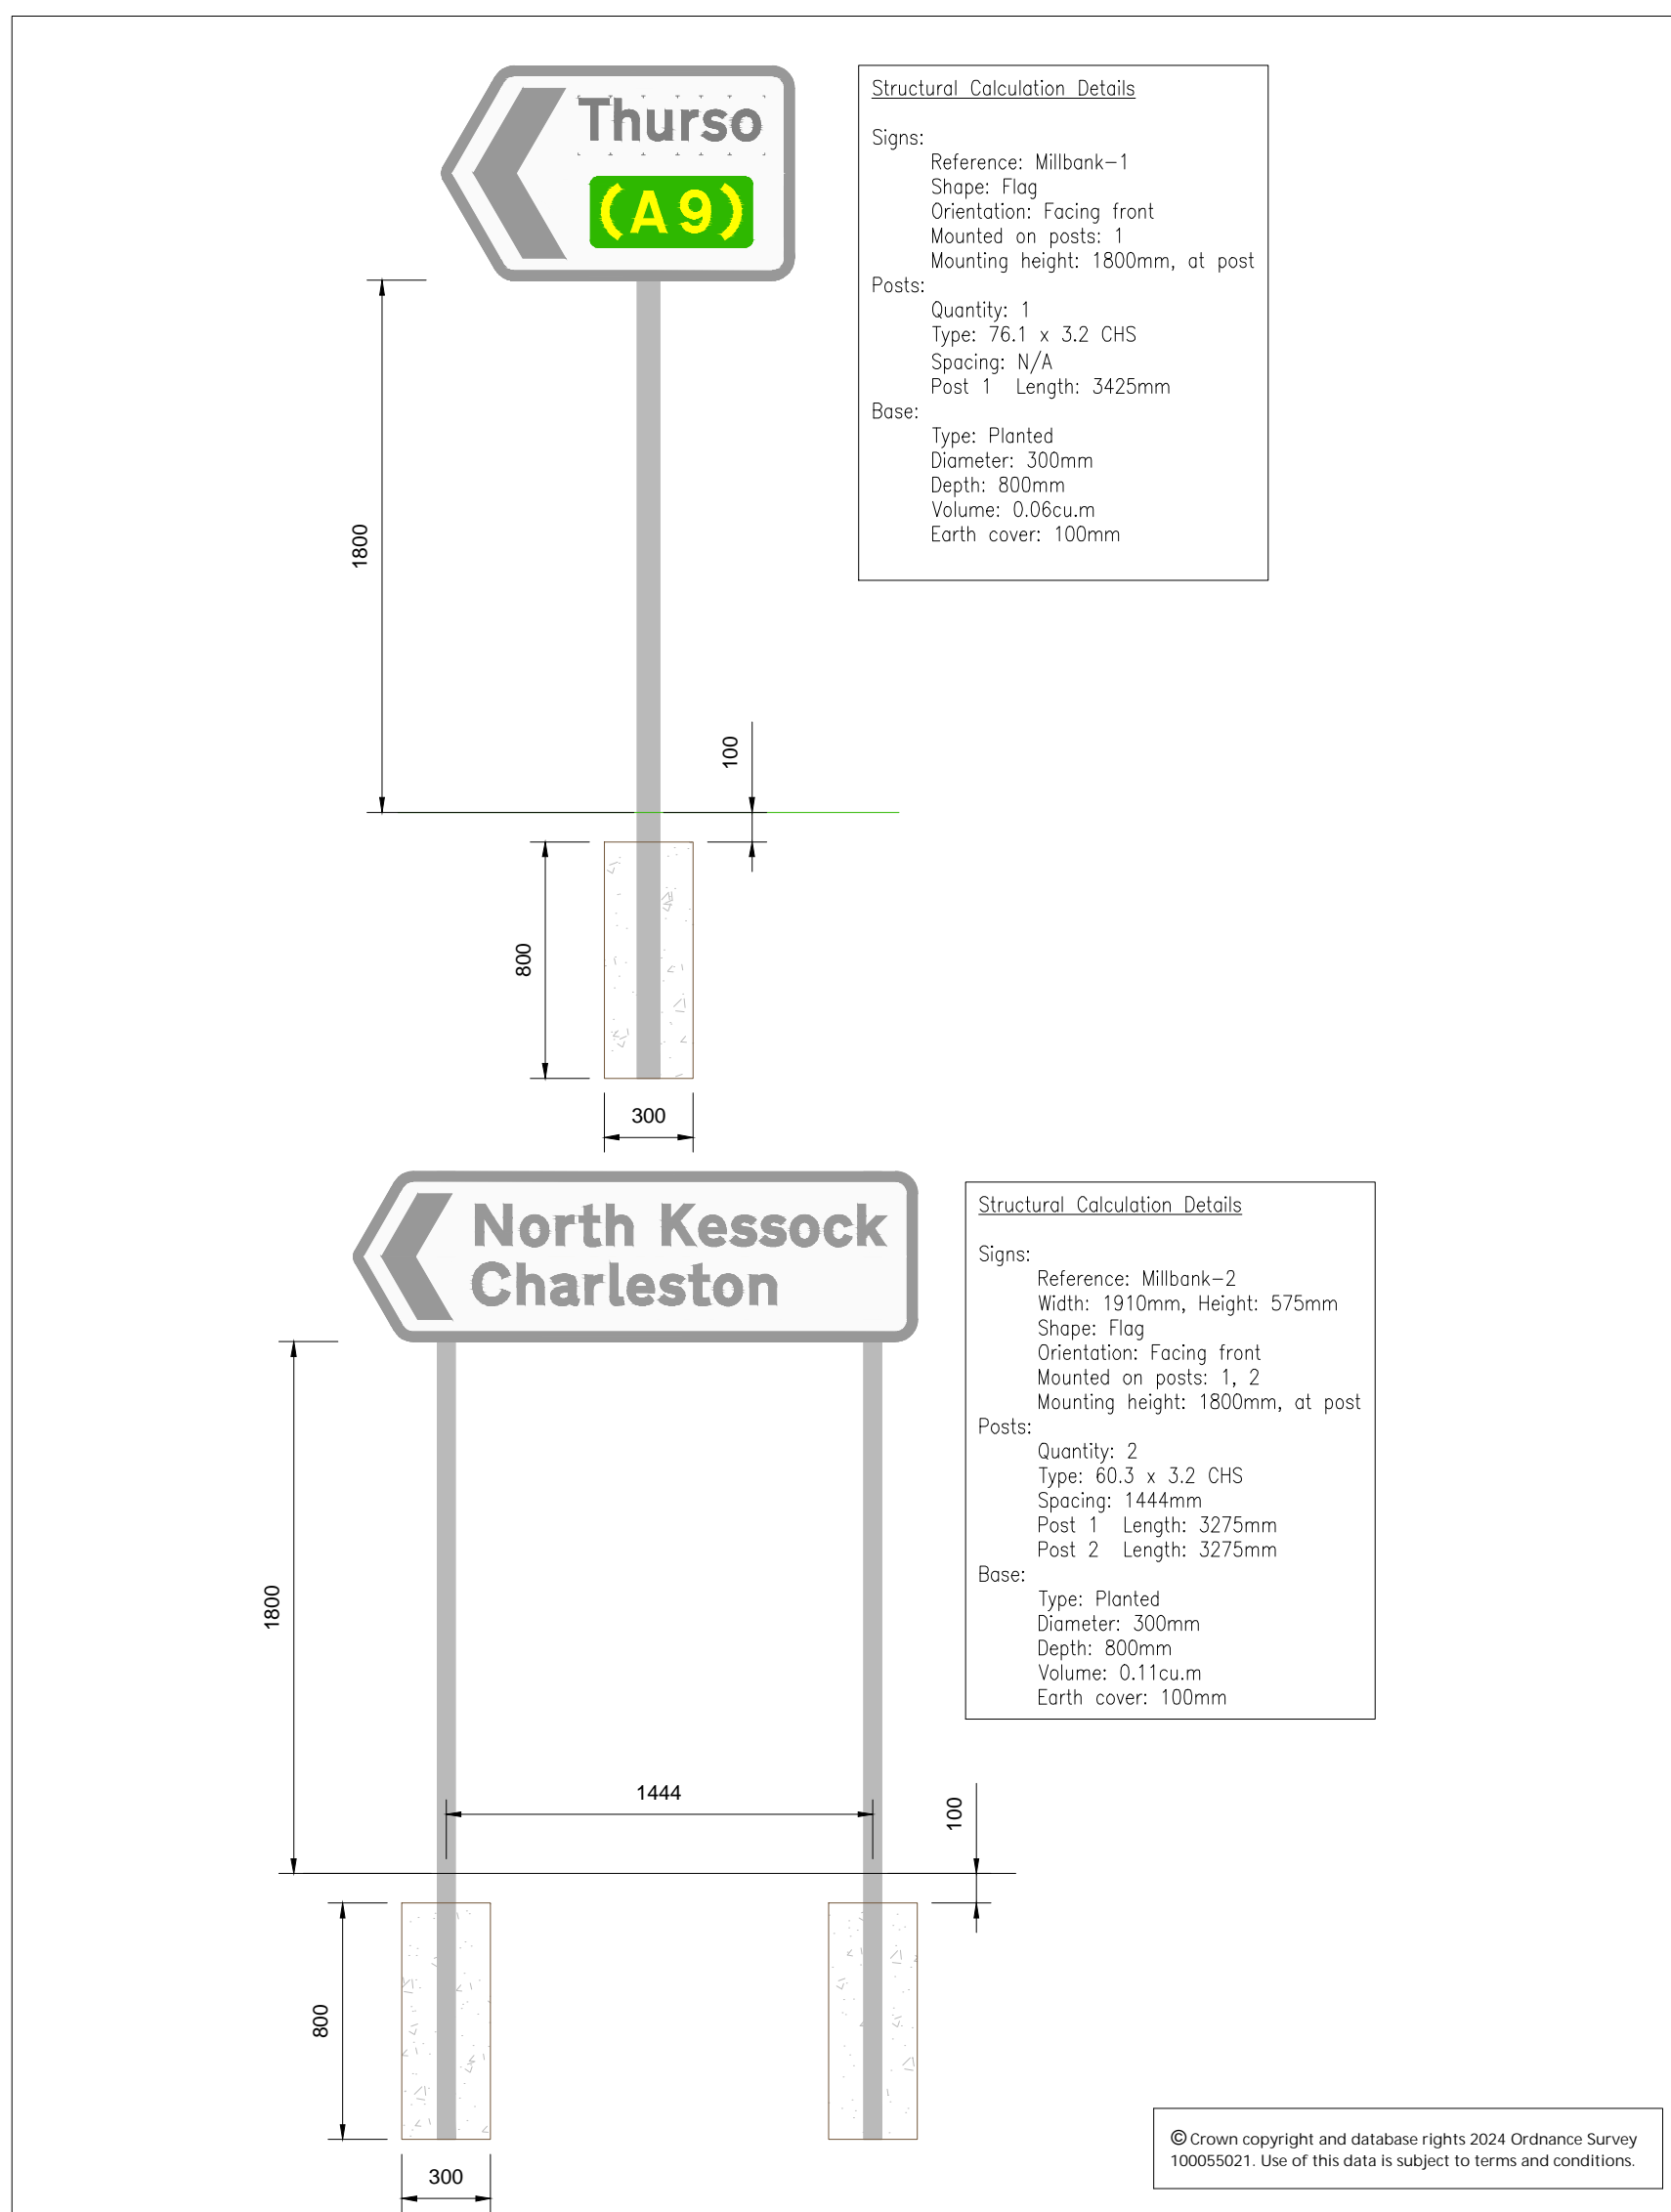 Thurso
(A9)
Structural Calculation Details
Signs:
Reference: Millbank-1
Shape: Flag
Orientation: Facing front
Mounted on posts: 1
Mounting height: 1800mm, at post
Posts:
Quantity: 1
Type: 76.1 x 3.2 CHS
Spacing: N/A
Post 1 Length: 3425mm
Base:
Type: Planted
Diameter: 300mm
Depth: 800mm
Volume: 0.06cu.m
Earth cover: 100mm
1800
100
800
300
North Kessock
Charleston
Structural Calculation Details
Signs:
Reference: Millbank-2
Width: 1910mm, Height: 575mm
Shape: Flag
Orientation: Facing front
Mounted on posts: 1, 2
Mounting height: 1800mm, at post
Posts:
Quantity: 2
Type: 60.3 x 3.2 CHS
Spacing: 1444mm
Post 1 Length: 3275mm
Post 2 Length: 3275mm
Base:
Type: Planted
Diameter: 300mm
Depth: 800mm
Volume: 0.11cu.m
Earth cover: 100mm
1800
1444
100
800
300
© Crown copyright and database rights 2024 Ordnance Survey
100055021. Use of this data is subject to terms and conditions.